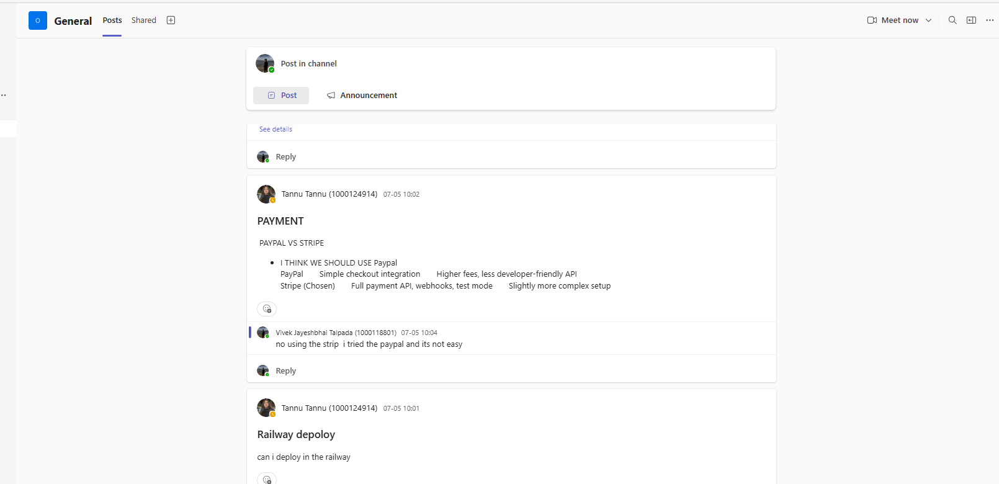 O General Posts Shared Meet now
Post in channel
Post Announcement
See details
Reply
Tannu Tannu (1000124914) 07-05 10:02
PAYMENT
PAYPAL VS STRIPE
• I THINK WE SHOULD USE Paypal
PayPal Simple checkout integration Higher fees, less developer-friendly API
Stripe (Chosen) Full payment API, webhooks, test mode Slightly more complex setup
Vivek Jayeshbhai Talpada (1000118801) 07-05 10:04
no using the strip i tried the paypal and its not easy
Reply
Tannu Tannu (1000124914) 07-05 10:01
Railway depoloy
can i deploy in the railway